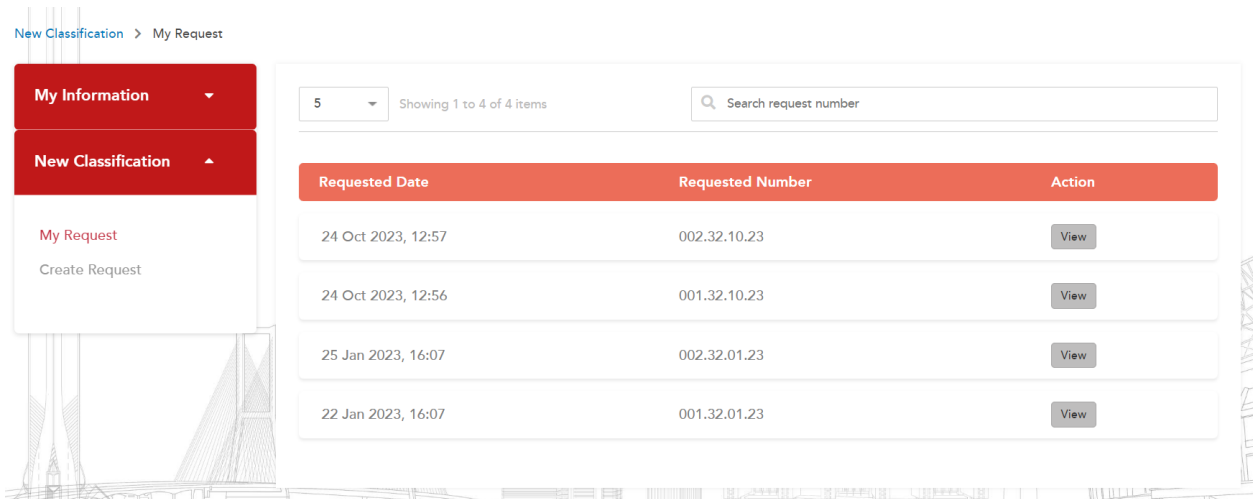 New Classification > My Request
My Information
New Classification
My Request
Create Request
5 Showing 1 to 4 of 4 items Search request number
Requested Date Requested Number Action
24 Oct 2023, 12:57 002.32.10.23 View
24 Oct 2023, 12:56 001.32.10.23 View
25 Jan 2023, 16:07 002.32.01.23 View
22 Jan 2023, 16:07 001.32.01.23 View